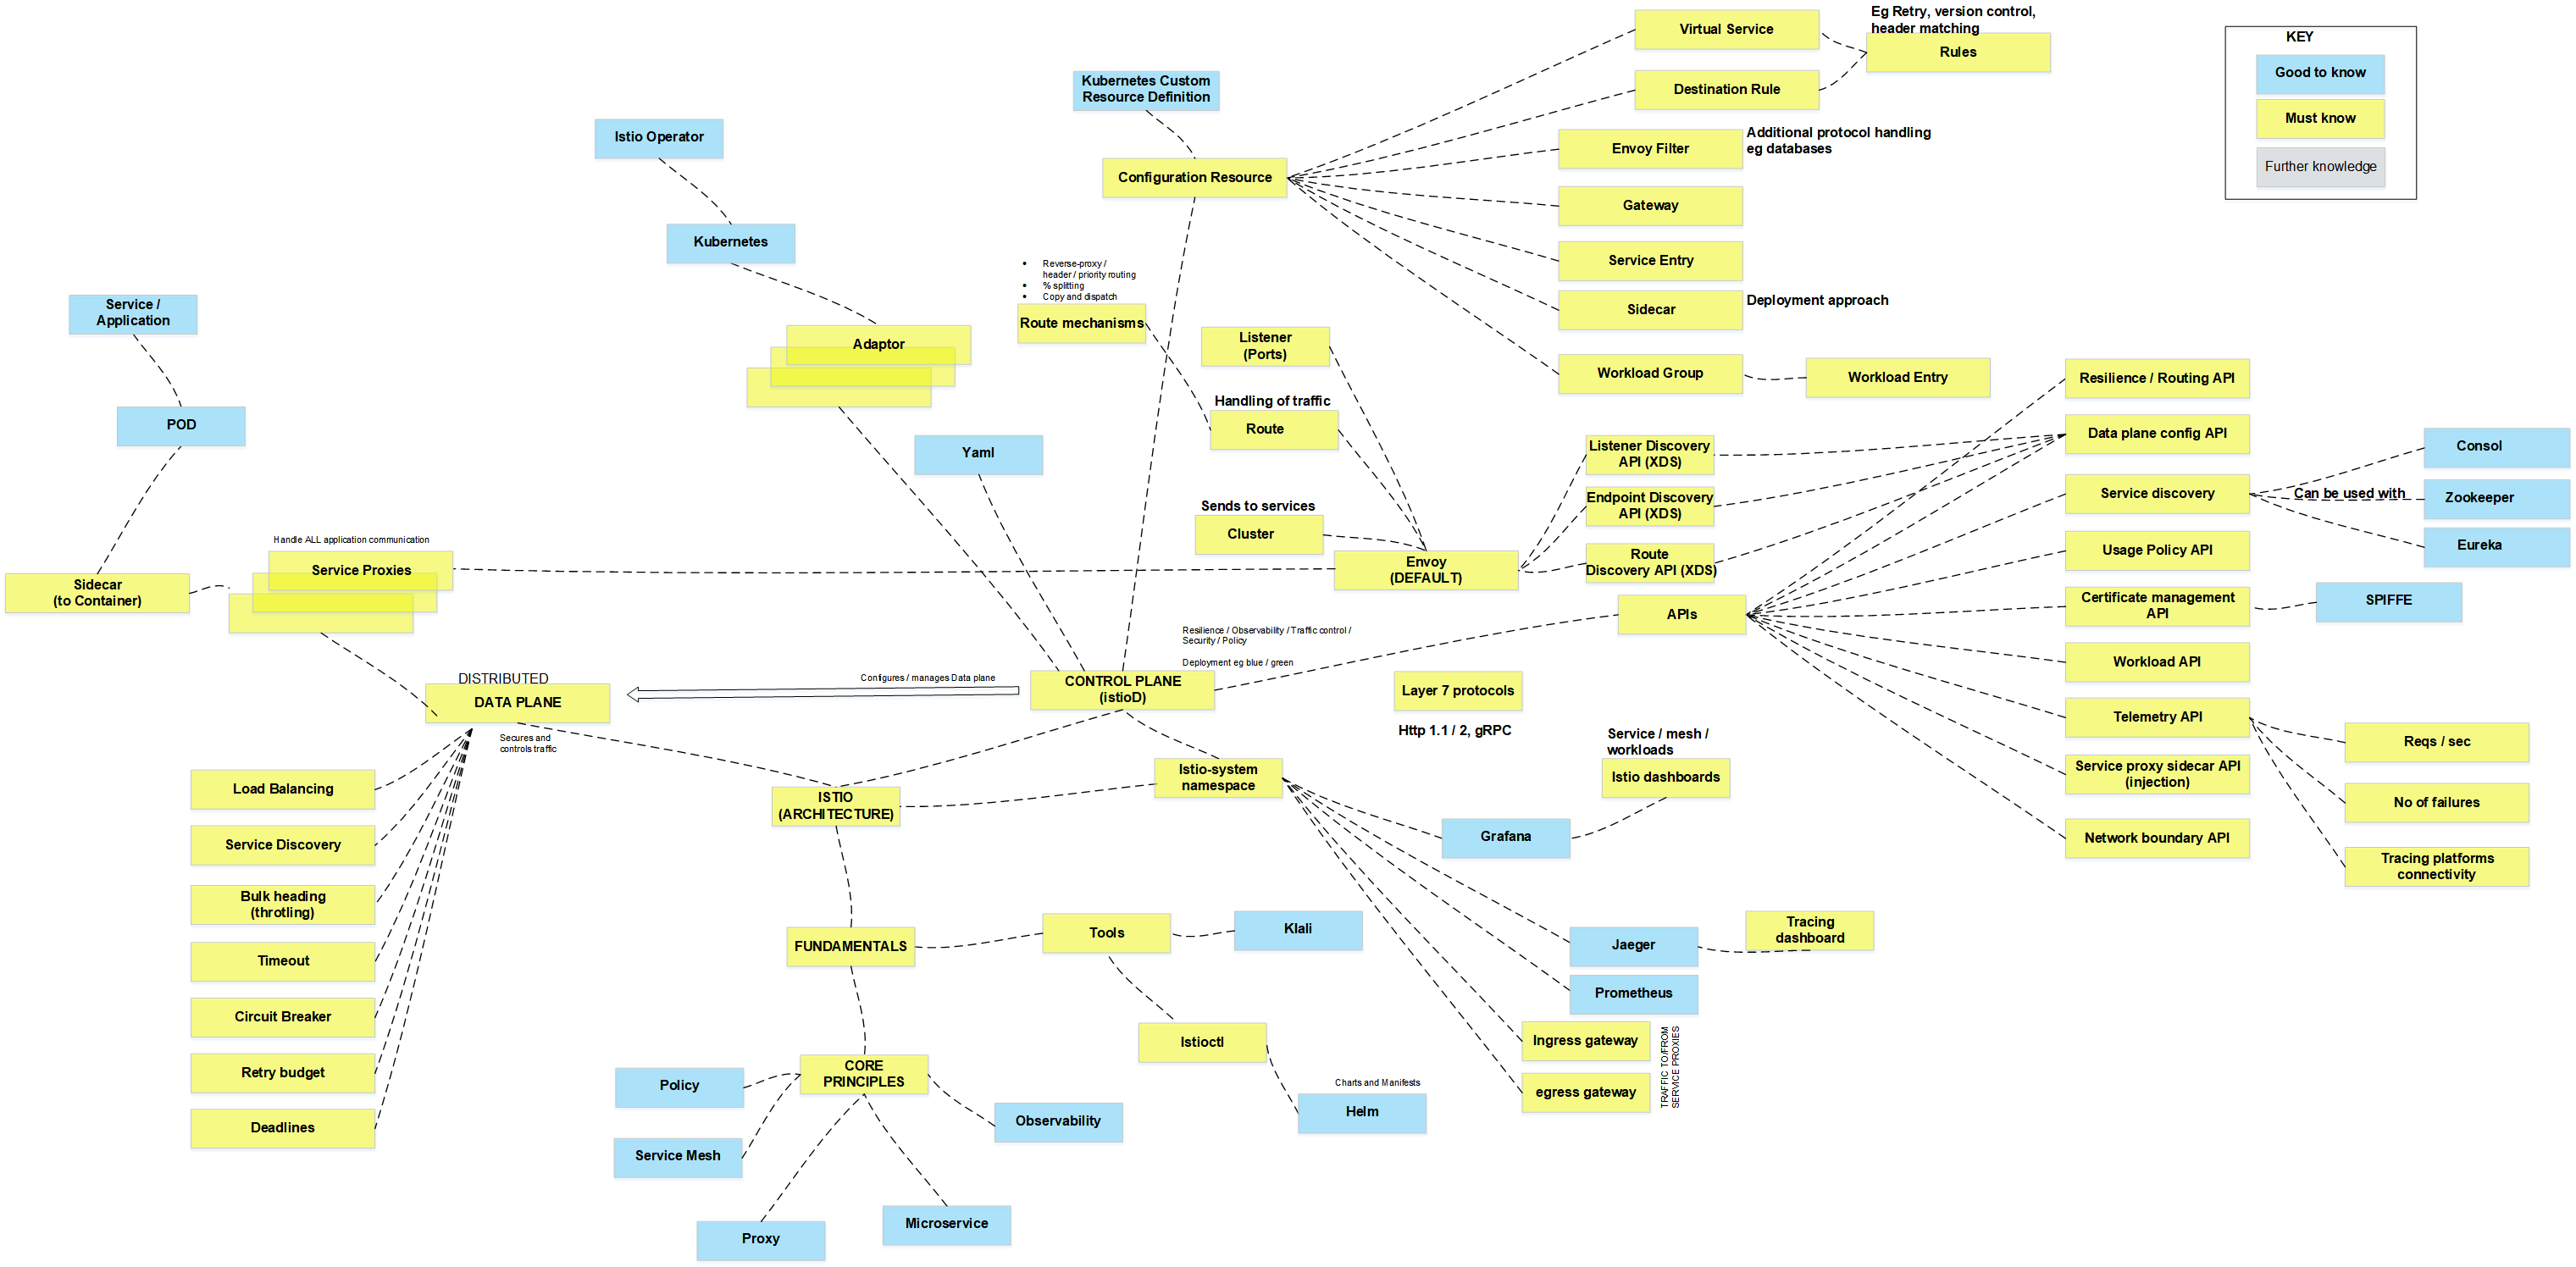 Eg Retry, version control,
header matching
Virtual Service
Rules
KEY
Good to know
Must know
Further knowledge
Kubernetes Custom
Resource Definition
Destination Rule
Istio Operator
Additional protocol handling
eg databases
Envoy Filter
Configuration Resource
Gateway
Kubernetes
Service Entry
• Reverse-proxy /
header / priority routing
• % splitting
• Copy and dispatch
Route mechanisms
Sidecar
Deployment approach
Service /
Application
Adaptor
Listener
(Ports)
Workload Group
Workload Entry
Resilience / Routing API
Handling of traffic
Route
POD
Yaml
Listener Discovery
API (XDS)
Data plane config API
Consol
Endpoint Discovery
API (XDS)
Service discovery
Can be used with
Zookeeper
Sends to services
Cluster
Eureka
Handle ALL application communication
Service Proxies
Sidecar
(to Container)
Envoy
(DEFAULT)
Route
Discovery API (XDS)
Usage Policy API
Certificate management
API
SPIFFE
APIs
Resilience / Observability / Traffic control /
Security / Policy
Deployment eg blue / green
Workload API
DISTRIBUTED
DATA PLANE
Configures / manages Data plane
CONTROL PLANE
(istioD)
Layer 7 protocols
Http 1.1 / 2, gRPC
Telemetry API
Secures and
controls traffic
Service / mesh /
workloads
Istio dashboards
Reqs / sec
Load Balancing
ISTIO
(ARCHITECTURE)
Istio-system
namespace
Service proxy sidecar API
(injection)
No of failures
Service Discovery
Grafana
Network boundary API
Tracing platforms
connectivity
Bulk heading
(throtling)
FUNDAMENTALS
Tools
Klali
Jaeger
Tracing
dashboard
Timeout
Prometheus
Circuit Breaker
Istioctl
Ingress gateway
TRAFFIC TO/FROM
SERVICE PROXIES
Retry budget
CORE
PRINCIPLES
Policy
Charts and Manifests
Helm
egress gateway
Deadlines
Observability
Service Mesh
Microservice
Proxy